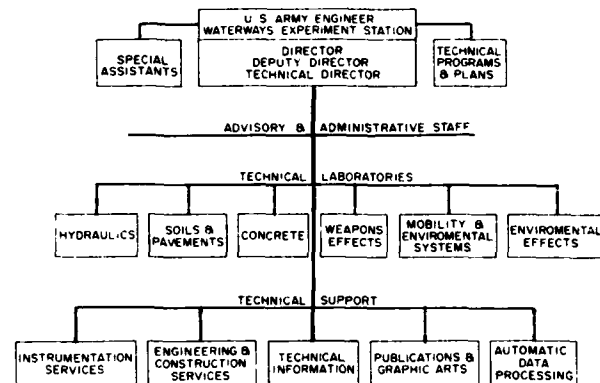 U S ARMY ENGINEER
WATERWAYS EXPERIMENT STATION
DIRECTOR
DEPUTY DIRECTOR
TECHNICAL DIRECTOR
SPECIAL
ASSISTANTS
TECHNICAL
PROGRAMS
& PLANS
ADVISORY & ADMINISTRATIVE STAFF
TECHNICAL LABORATORIES
HYDRAULICS
SOILS &
PAVEMENTS
CONCRETE
WEAPONS
EFFECTS
MOBILITY &
ENVIROMENTAL
SYSTEMS
ENVIROMENTAL
EFFECTS
TECHNICAL SUPPORT
INSTRUMENTATION
SERVICES
ENGINEERING &
CONSTRUCTION
SERVICES
TECHNICAL
INFORMATION
PUBLICATIONS &
GRAPHIC ARTS
AUTOMATIC
DATA
PROCESSING